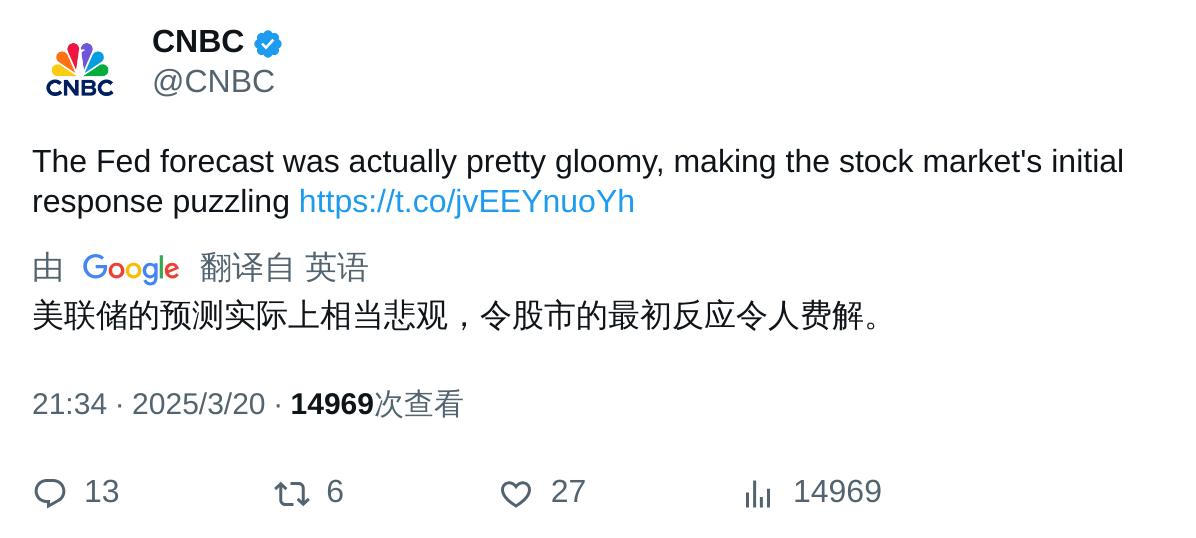 CNBC
CNBC
@CNBC
The Fed forecast was actually pretty gloomy, making the stock market's initial
response puzzling https://t.co/jvEEYnuoYh
由 Google 翻译自 英语
美联储的预测实际上相当悲观，令股市的最初反应令人费解。
21:34 · 2025/3/20 · 14969次查看
13 6 27 14969